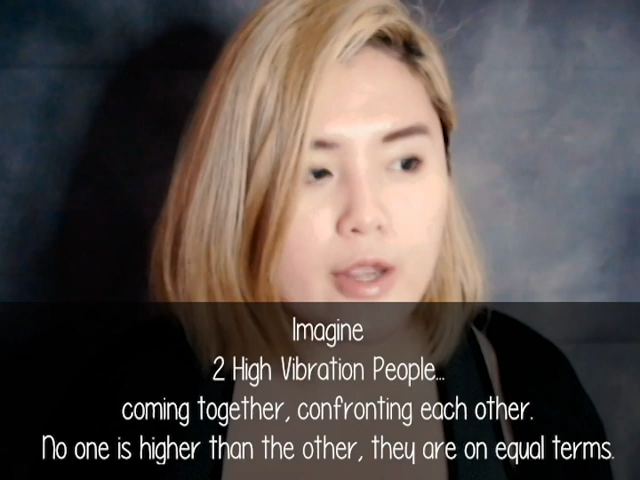 Imagine
2 High Vibration People...
coming together, confronting each other.
No one is higher than the other, they are on equal terms.